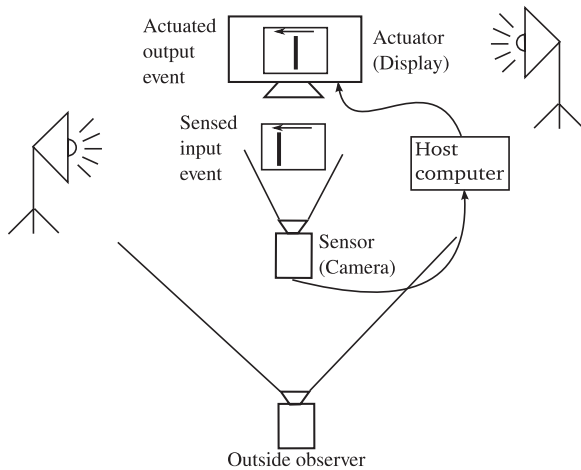 Actuated
output
event
Actuator
(Display)
Sensed
input
event
Host
computer
Sensor
(Camera)
Outside observer